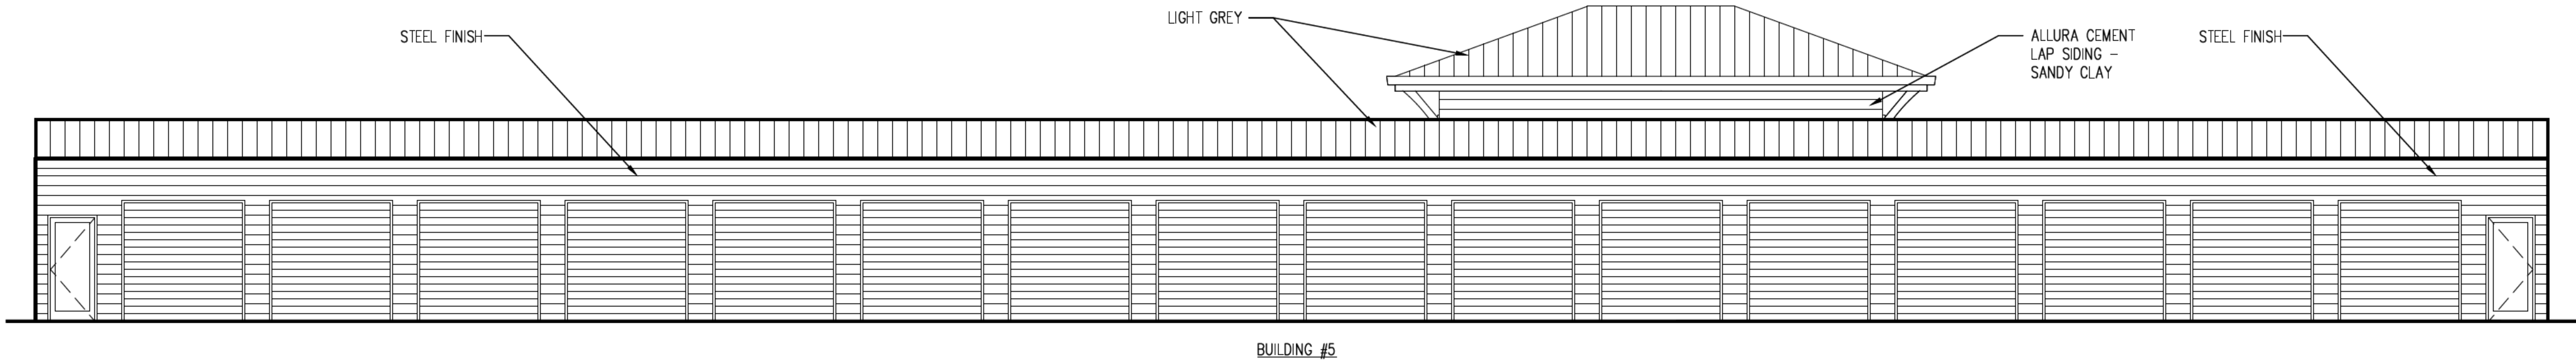 STEEL FINISH
LIGHT GREY
ALLURA CEMENT
LAP SIDING –
SANDY CLAY
STEEL FINISH
BUILDING #5